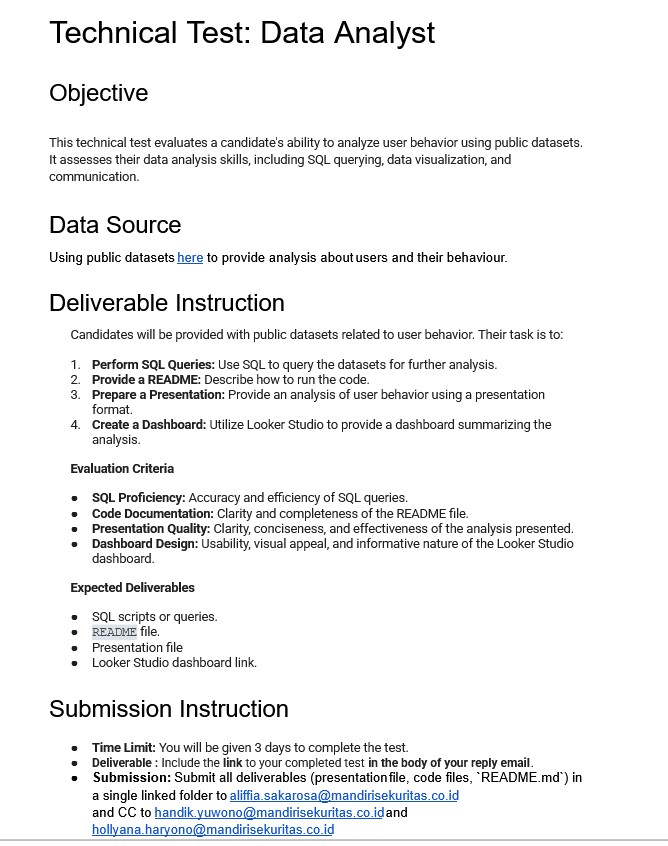 Technical Test: Data Analyst
Objective
This technical test evaluates a candidate's ability to analyze user behavior using public datasets.
It assesses their data analysis skills, including SQL querying, data visualization, and
communication.
Data Source
Using public datasets here to provide analysis about users and their behaviour.
Deliverable Instruction
Candidates will be provided with public datasets related to user behavior. Their task is to:
1. Perform SQL Queries: Use SQL to query the datasets for further analysis.
2. Provide a README: Describe how to run the code.
3. Prepare a Presentation: Provide an analysis of user behavior using a presentation
format.
4. Create a Dashboard: Utilize Looker Studio to provide a dashboard summarizing the
analysis.
Evaluation Criteria
● SQL Proficiency: Accuracy and efficiency of SQL queries.
● Code Documentation: Clarity and completeness of the README file.
● Presentation Quality: Clarity, conciseness, and effectiveness of the analysis presented.
● Dashboard Design: Usability, visual appeal, and informative nature of the Looker Studio
dashboard.
Expected Deliverables
● SQL scripts or queries.
● README file.
● Presentation file
● Looker Studio dashboard link.
Submission Instruction
● Time Limit: You will be given 3 days to complete the test.
● Deliverable : Include the link to your completed test in the body of your reply email.
● Submission: Submit all deliverables (presentation file, code files, `README.md`) in
a single linked folder to aliffia.sakarosa@mandirisekuritas.co.id
and CC to handik.yuwono@mandirisekuritas.co.id and
hollyana.haryono@mandirisekuritas.co.id